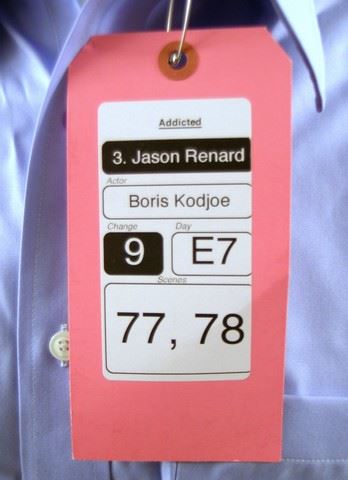 Addicted
3. Jason Renard
Actor
Boris Kodjoe
Change Day
9 E7
Scenes
77, 78